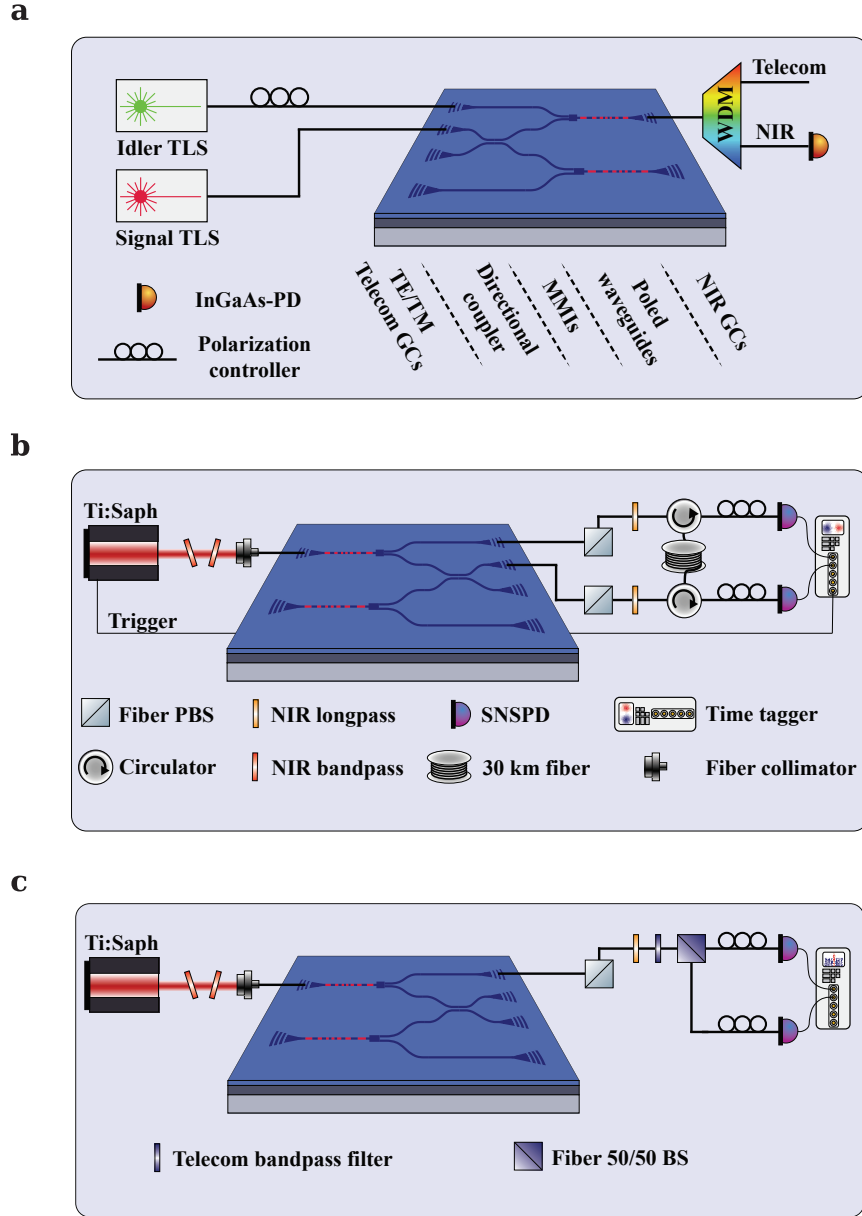 a
Idler TLS
Signal TLS
WDM
Telecom
NIR
InGaAs-PD
Polarization
controller
TE/TM
Telecom GCs
Directional
coupler
MMIs
Poled
waveguides
NIR GCs
b
Ti:Saph
Trigger
Fiber PBS
NIR longpass
SNSPD
Time tagger
Circulator
NIR bandpass
30 km fiber
Fiber collimator
c
Ti:Saph
Telecom bandpass filter
Fiber 50/50 BS